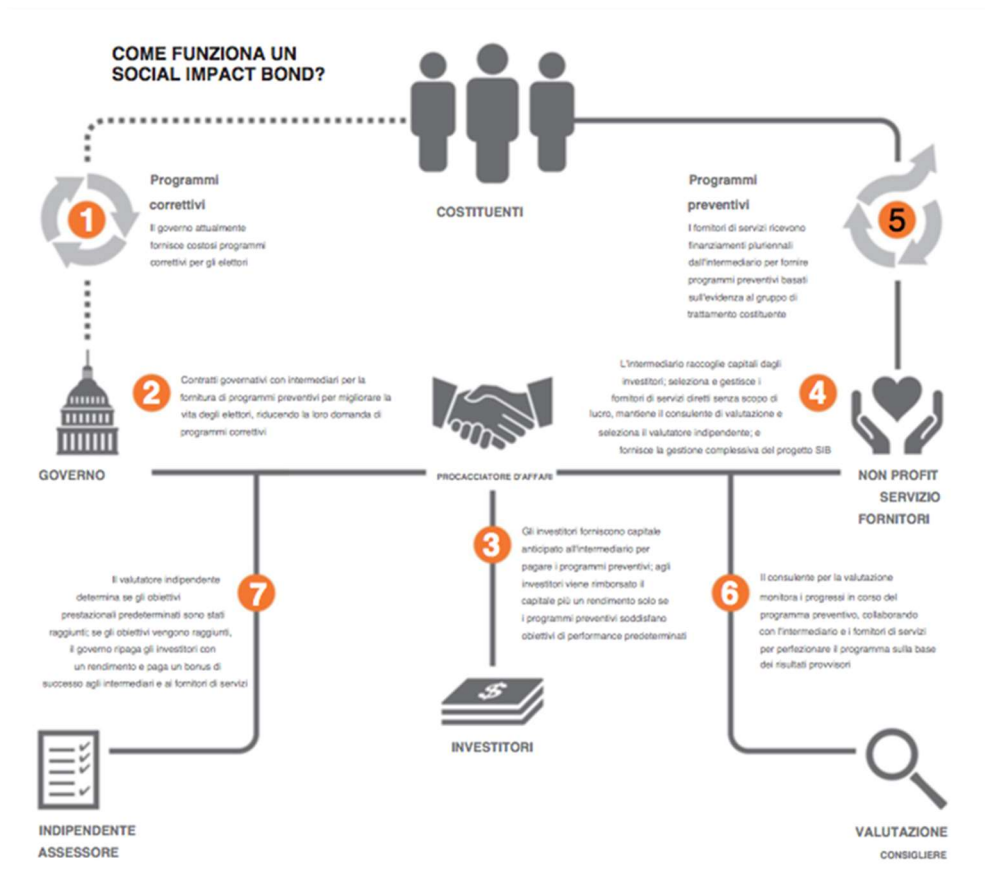 COME FUNZIONA UN
SOCIAL IMPACT BOND?
COSTITUENTI
1
Programmi
correttivi
Il governo attualmente
fornisce costosi programmi
correttivi per gli elettori
Programmi
preventivi
I fornitori di servizi ricevono
finanziamenti pluriennali
dall'intermediario per fornire
programmi preventivi basati
sull'evidenza al gruppo di
trattamento costituente
5
GOVERNO
2
Contratti governativi con intermediari per la
fornitura di programmi preventivi per migliorare la
vita degli elettori, riducendo la loro domanda di
programmi correttivi
PROCACCIATORE D'AFFARI
L'intermediario raccoglie capitali dagli
investitori; seleziona e gestisce i
fornitori di servizi diretti senza scopo di
lucro, mantiene il consulente di valutazione e
seleziona il valutatore indipendente; e
fornisce la gestione complessiva del progetto SIB
4
NON PROFIT
SERVIZIO
FORNITORI
Il valutatore indipendente
determina se gli obiettivi
prestazionali predeterminati sono stati
raggiunti; se gli obiettivi vengono raggiunti,
il governo ripaga gli investitori con
un rendimento e paga un bonus di
successo agli intermediari e ai fornitori di servizi
7
3
Gli investitori forniscono capitale
anticipato all'intermediario per
pagare i programmi preventivi; agli
investitori viene rimborsato il
capitale più un rendimento solo se
i programmi preventivi soddisfano
obiettivi di performance predeterminati
6
Il consulente per la valutazione
monitora i progressi in corso del
programma preventivo, collaborando
con l'intermediario e i fornitori di servizi
per perfezionare il programma sulla base
dei risultati provvisori
$
INVESTITORI
INDIPENDENTE
ASSESSORE
VALUTAZIONE
CONSIGLIERE